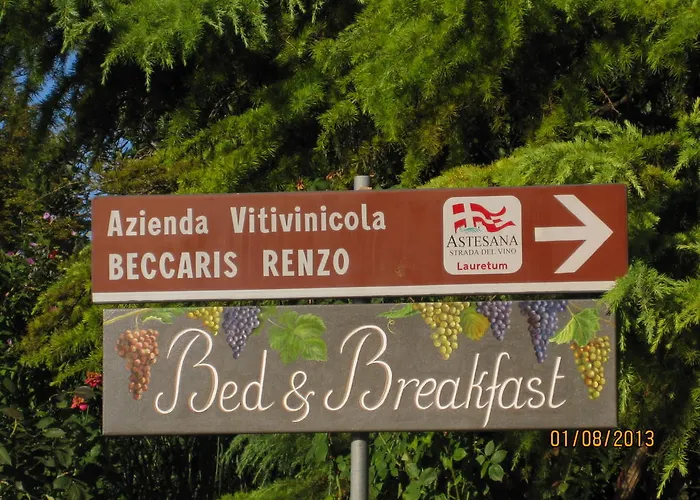 Azienda Vitivinicola
BECCARIS RENZO
ASTESANA
STRADA DEL VINO
Lauretum
Bed & Breakfast
01/08/2013